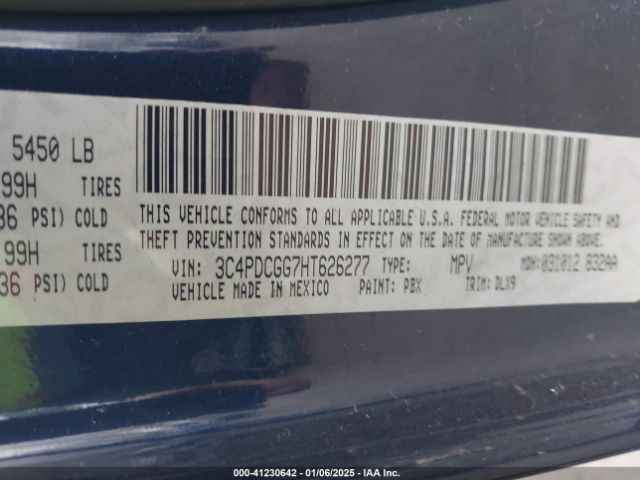 5450 LB
99H TIRES
36 PSI) COLD
99H TIRES
36 PSI) COLD
THIS VEHICLE CONFORMS TO ALL APPLICABLE U.S.A. FEDERAL MOTOR VEHICLE SAFETY AND
THEFT PREVENTION STANDARDS IN EFFECT ON THE DATE OF MANUFACTURE SHOWN ABOVE.
VIN: 3C4PDCGG7HT626277 TYPE: MPV MDH: 031012 832AA
VEHICLE MADE IN MEXICO PAINT: PBX TRIM: DLX9
000-41230642 - 01/06/2025 - IAA Inc.